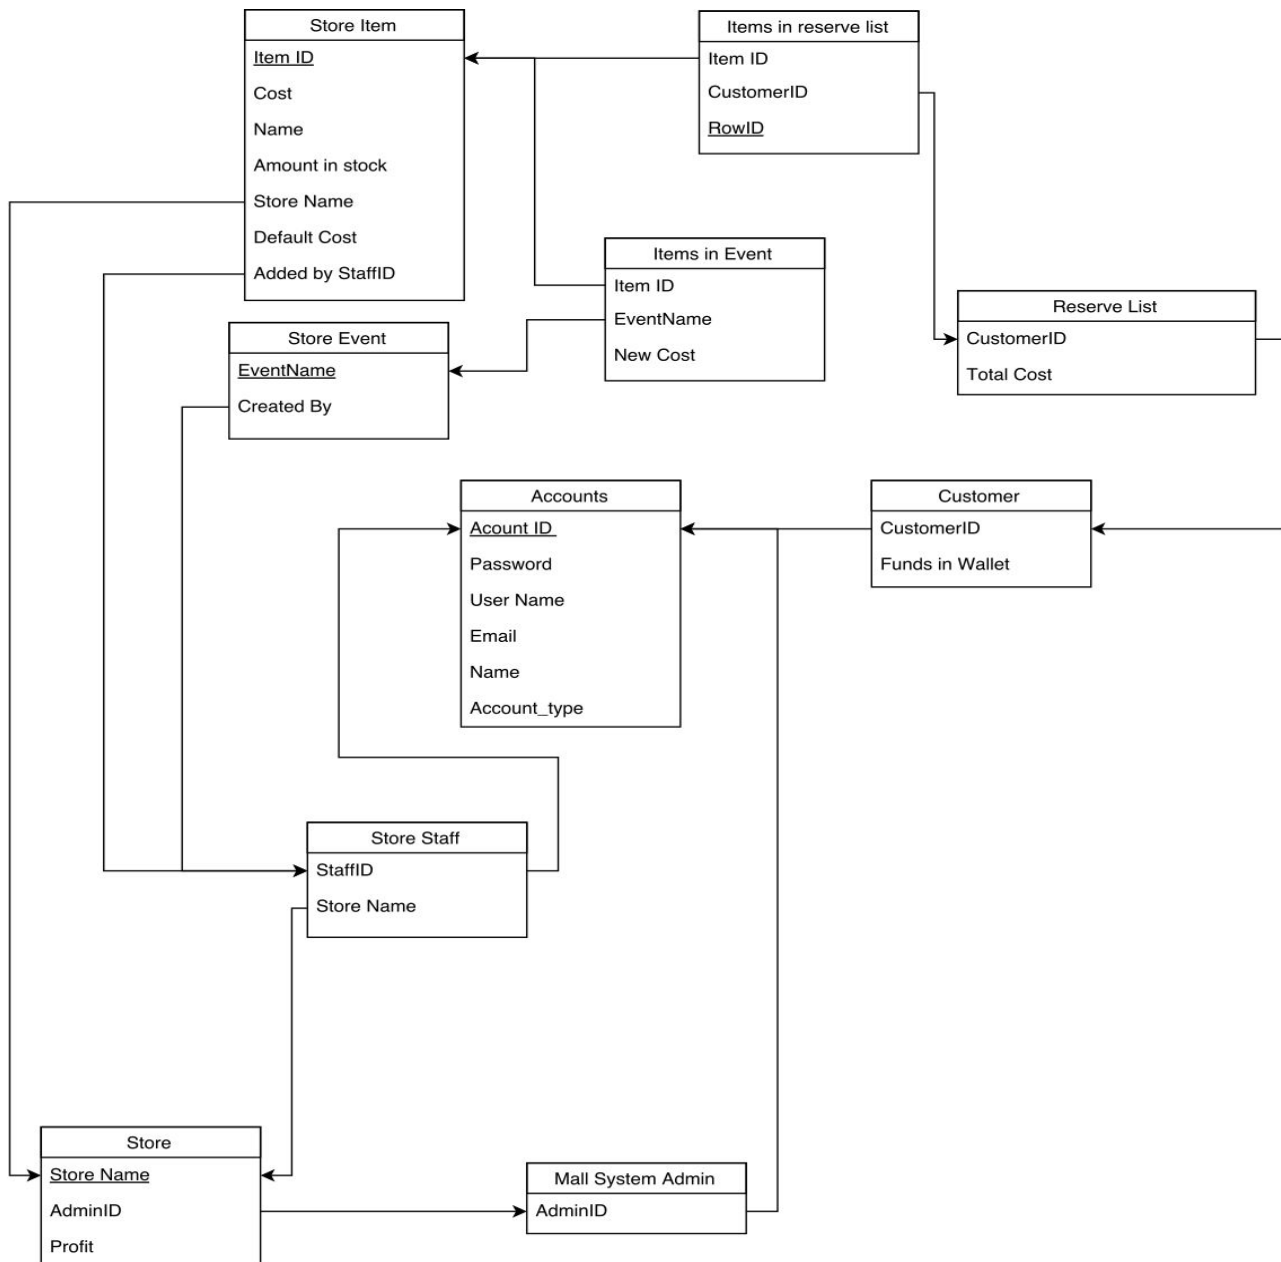 Store Item
Item ID
Cost
Name
Amount in stock
Store Name
Default Cost
Added by StaffID
Items in reserve list
Item ID
CustomerID
RowID
Items in Event
Item ID
EventName
New Cost
Reserve List
CustomerID
Total Cost
Store Event
EventName
Created By
Accounts
Acount ID
Password
User Name
Email
Name
Account_type
Customer
CustomerID
Funds in Wallet
Store Staff
StaffID
Store Name
Store
Store Name
AdminID
Profit
Mall System Admin
AdminID